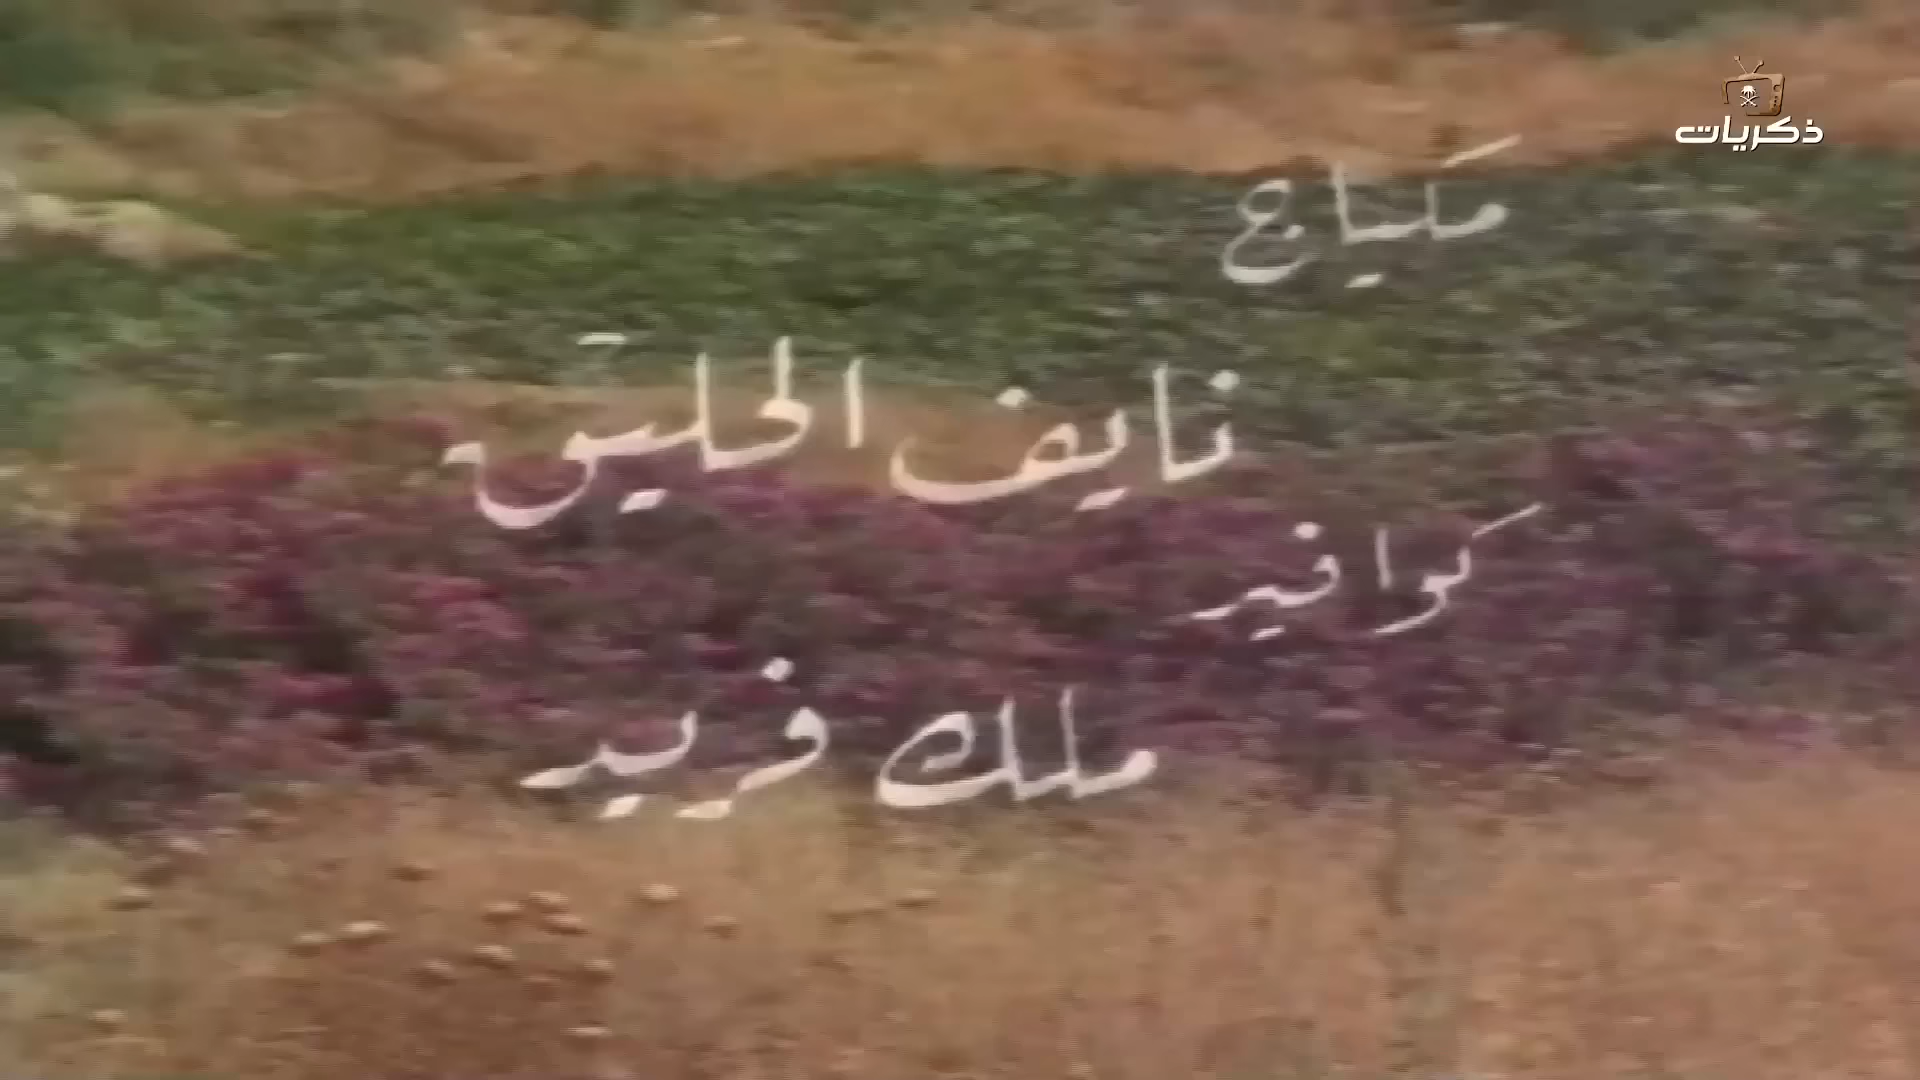 ذكريات
مكياج
نايف الحليق
كوافير
ملك فريد